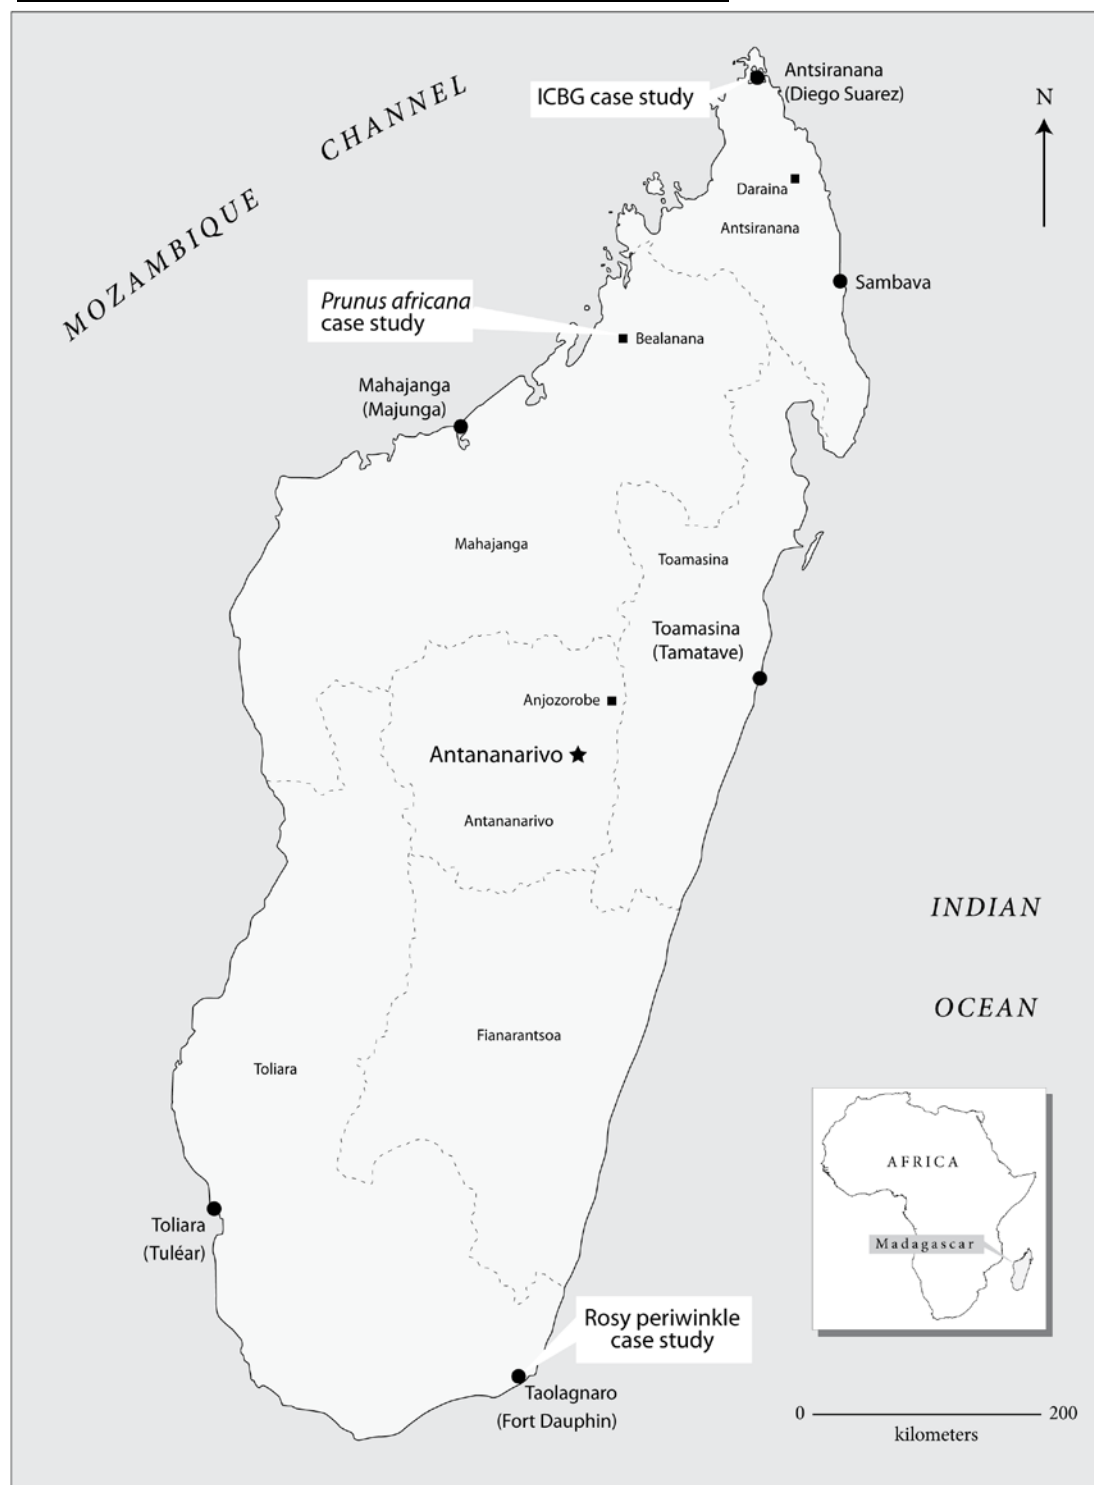 Antsiranana
(Diego Suarez)
ICBG case study
N
MOZAMBIQUE CHANNEL
Daraina
Antsiranana
Sambava
Prunus africana
case study
Bealanana
Mahajanga
(Majunga)
Mahajanga
Toamasina
Toamasina
(Tamatave)
Anjozorobe
Antananarivo
Antananarivo
INDIAN
OCEAN
Fianarantsoa
Toliara
AFRICA
Madagascar
Toliara
(Tuléar)
Rosy periwinkle
case study
Taolagnaro
(Fort Dauphin)
0 200
kilometers